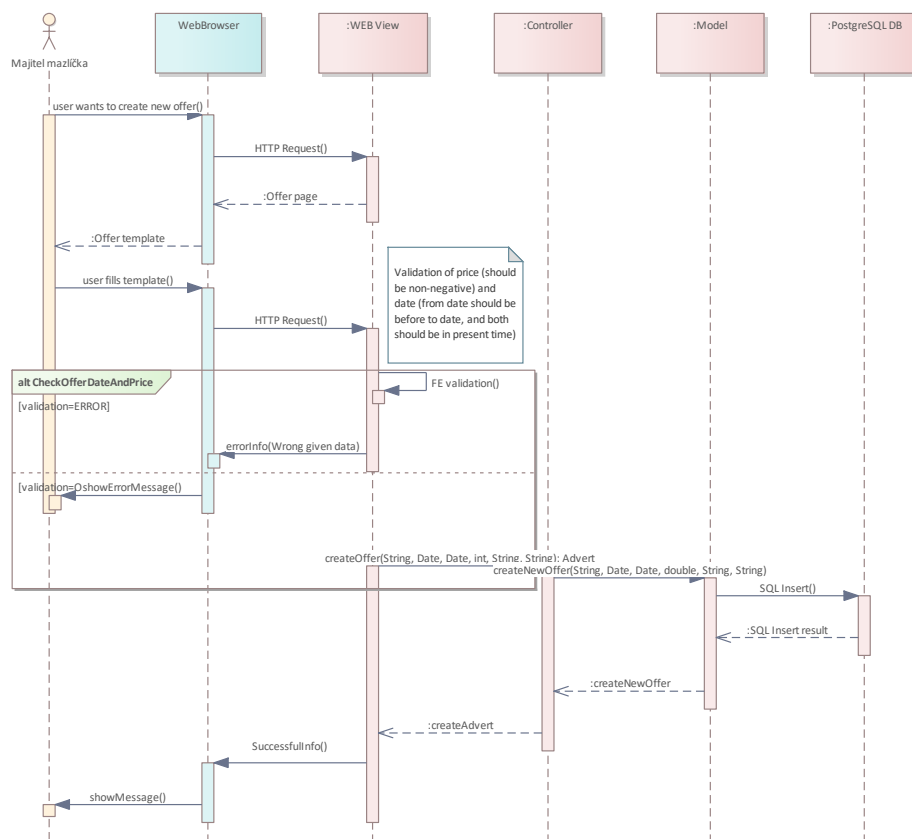 WebBrowser
:WEB View
:Controller
:Model
:PostgreSQL DB
Majitel mazlíčka
user wants to create new offer()
HTTP Request()
:Offer page
:Offer template
Validation of price (should
be non-negative) and
date (from date should be
before to date, and both
should be in present time)
user fills template()
HTTP Request()
alt CheckOfferDateAndPrice
FE validation()
[validation=ERROR]
errorInfo(Wrong given data)
[validation=O
showErrorMessage()
createOffer(String, Date, Date, int, String, String): Advert
createNewOffer(String, Date, Date, double, String, String)
SQL Insert()
:SQL Insert result
:createNewOffer
:createAdvert
SuccessfulInfo()
showMessage()